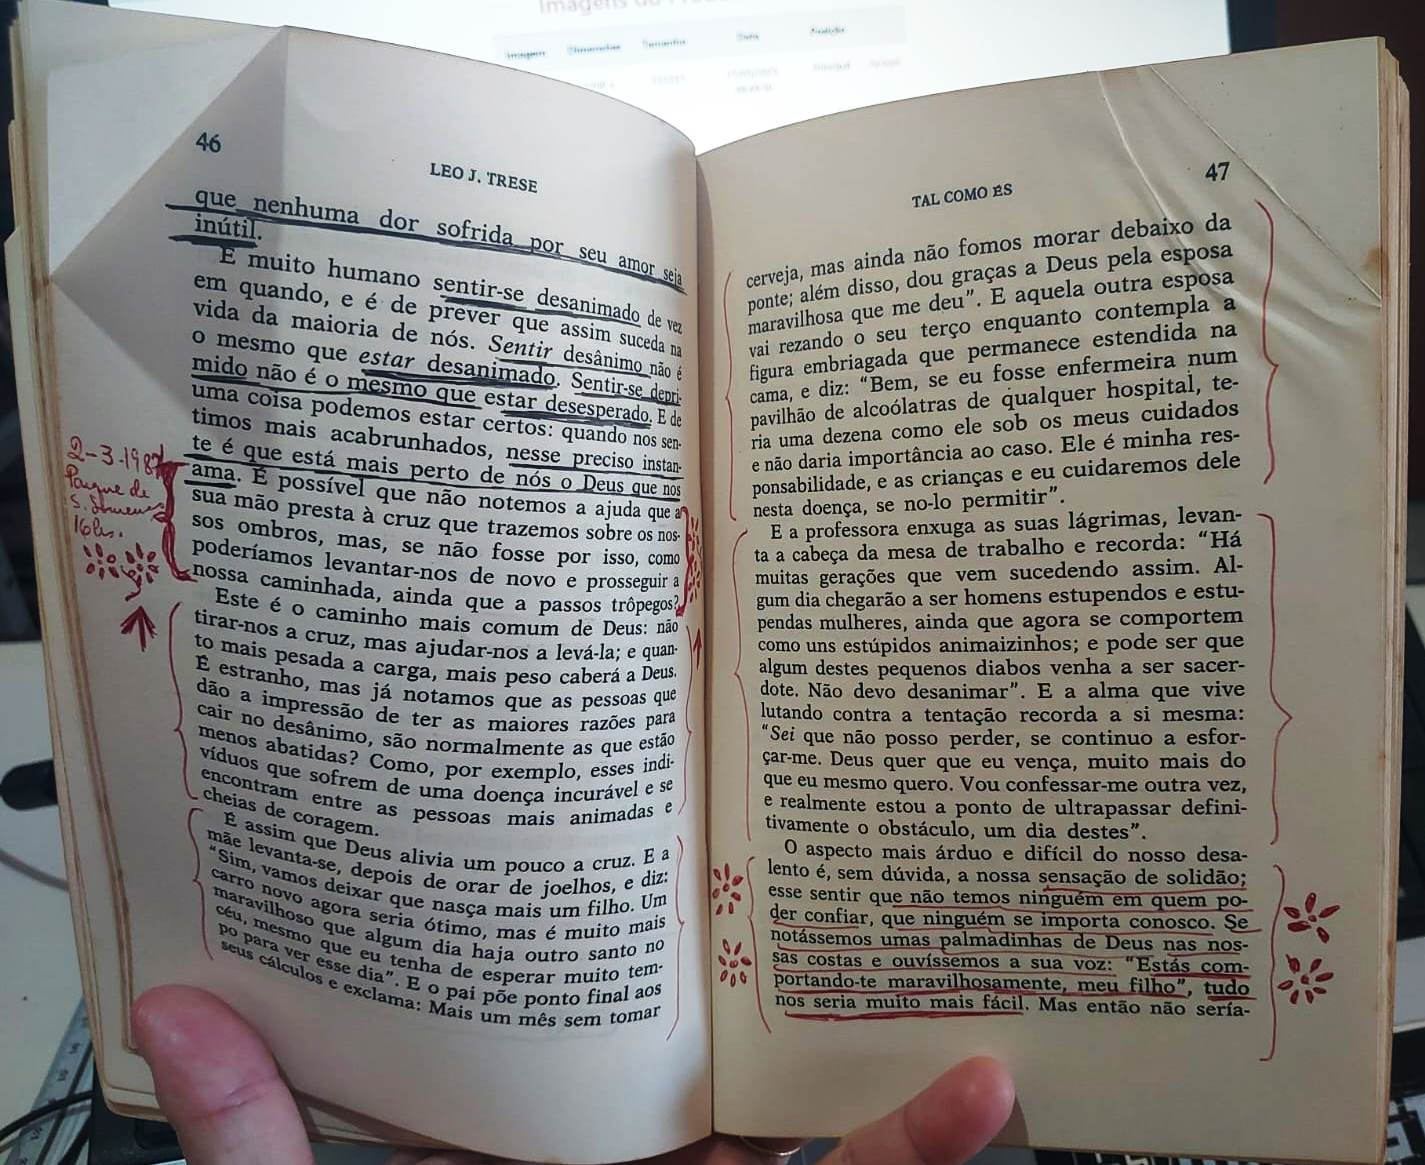 Imagens do
46
LEO J. TRESE
que nenhuma dor sofrida por seu amor seja
inútil.
É muito humano sentir-se desanimado de vez
em quando, e é de prever que assim suceda na
vida da maioria de nós. Sentir desânimo não é
o mesmo que estar desanimado. Sentir-se depri-
mido não é o mesmo que estar desesperado. E de
uma coisa podemos estar certos: quando nos sen-
timos mais acabrunhados, nesse preciso instan-
te é que está mais perto de nós o Deus que nos
ama. É possível que não notemos a ajuda que a
sua mão presta à cruz que trazemos sobre os nos-
sos ombros, mas, se não fosse por isso, como
poderíamos levantar-nos de novo e prosseguir a
nossa caminhada, ainda que a passos trôpegos?
Este é o caminho mais comum de Deus: não
tirar-nos a cruz, mas ajudar-nos a levá-la; e quan-
to mais pesada a carga, mais peso caberá a Deus.
É estranho, mas já notamos que as pessoas que
dão a impressão de ter as maiores razões para
cair no desânimo, são normalmente as que estão
menos abatidas? Como, por exemplo, esses indi-
víduos que sofrem de uma doença incurável e se
encontram entre as pessoas mais animadas e
cheias de coragem.
É assim que Deus alivia um pouco a cruz. E a
mãe levanta-se, depois de orar de joelhos, e diz:
"Sim, vamos deixar que nasça mais um filho. Um
carro novo agora seria ótimo, mas é muito mais
maravilhoso que algum dia haja outro santo no
céu, mesmo que eu tenha de esperar muito tem-
po para ver esse dia". E o pai põe ponto final aos
seus cálculos e exclama: Mais um mês sem tomar
2-3-198
Parque de
S.
16hs.
47
TAL COMO ÉS
cerveja, mas ainda não fomos morar debaixo da
ponte; além disso, dou graças a Deus pela esposa
maravilhosa que me deu". E aquela outra esposa
vai rezando o seu terço enquanto contempla a
figura embriagada que permanece estendida na
cama, e diz: "Bem, se eu fosse enfermeira num
pavilhão de alcoólatras de qualquer hospital, te-
ria uma dezena como ele sob os meus cuidados
e não daria importância ao caso. Ele é minha res-
ponsabilidade, e as crianças e eu cuidaremos dele
nesta doença, se no-lo permitir".
E a professora enxuga as suas lágrimas, levan-
ta a cabeça da mesa de trabalho e recorda: "Há
muitas gerações que vem sucedendo assim. Al-
gum dia chegarão a ser homens estupendos e estu-
pendas mulheres, ainda que agora se comportem
como uns estúpidos animaizinhos; e pode ser que
algum destes pequenos diabos venha a ser sacer-
dote. Não devo desanimar". E a alma que vive
lutando contra a tentação recorda a si mesma:
"Sei que não posso perder, se continuo a esfor-
çar-me. Deus quer que eu vença, muito mais do
que eu mesmo quero. Vou confessar-me outra vez,
e realmente estou a ponto de ultrapassar defini-
tivamente o obstáculo, um dia destes".
O aspecto mais árduo e difícil do nosso desa-
lento é, sem dúvida, a nossa sensação de solidão;
esse sentir que não temos ninguém em quem po-
der confiar, que ninguém se importa conosco. Se
notássemos umas palmadinhas de Deus nas nos-
sas costas e ouvíssemos a sua voz: "Estás com-
portando-te maravilhosamente, meu filho", tudo
nos seria muito mais fácil. Mas então não sería-